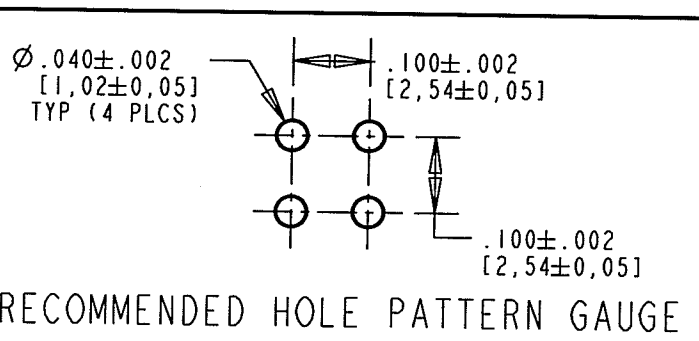 Ø.040±.002
[1,02±0,05]
TYP (4 PLCS)
.100±.002
[2,54±0,05]
.100±.002
[2,54±0,05]
RECOMMENDED HOLE PATTERN GAUGE